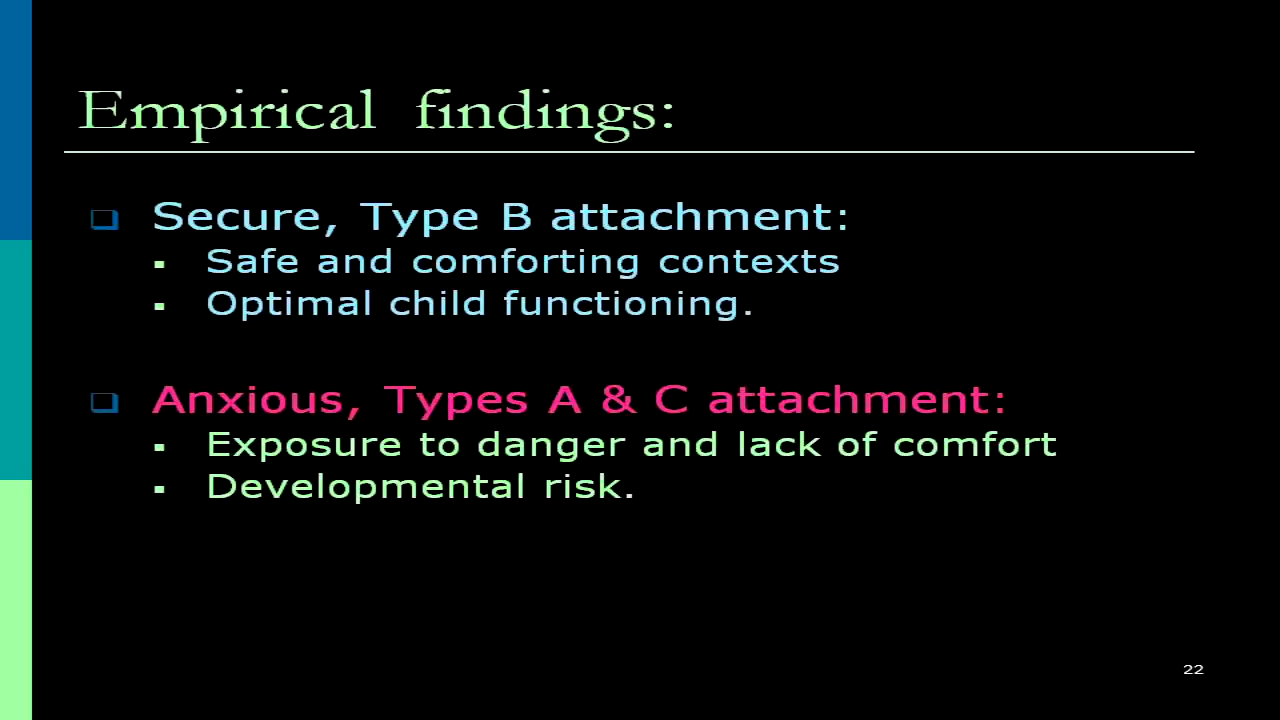 Empirical findings:
Secure, Type B attachment:
Safe and comforting contexts
Optimal child functioning.
Anxious, Types A & C attachment:
Exposure to danger and lack of comfort
Developmental risk.
22